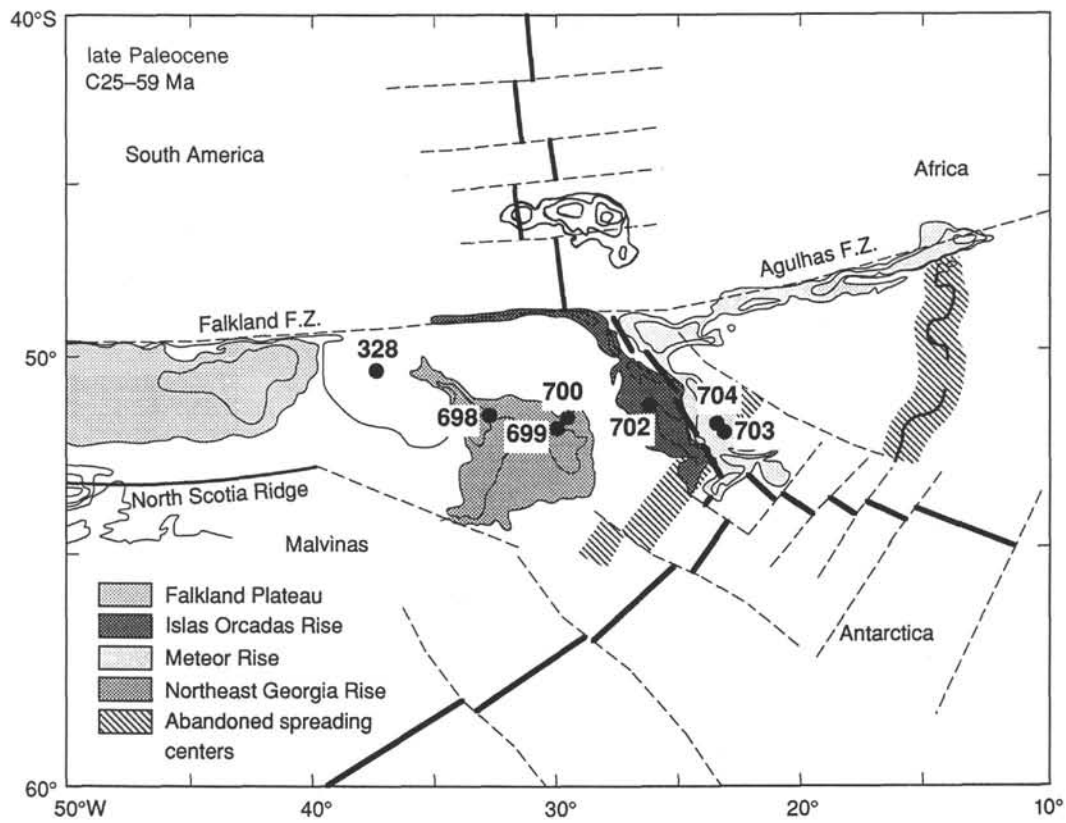 40°S
late Paleocene
C25–59 Ma
South America
Africa
Agulhas F.Z.
Falkland F.Z.
50°
328
700
704
698
699
702
703
North Scotia Ridge
Malvinas
Falkland Plateau
Islas Orcadas Rise
Meteor Rise
Northeast Georgia Rise
Abandoned spreading
centers
Antarctica
60°
50°W
40°
30°
20°
10°